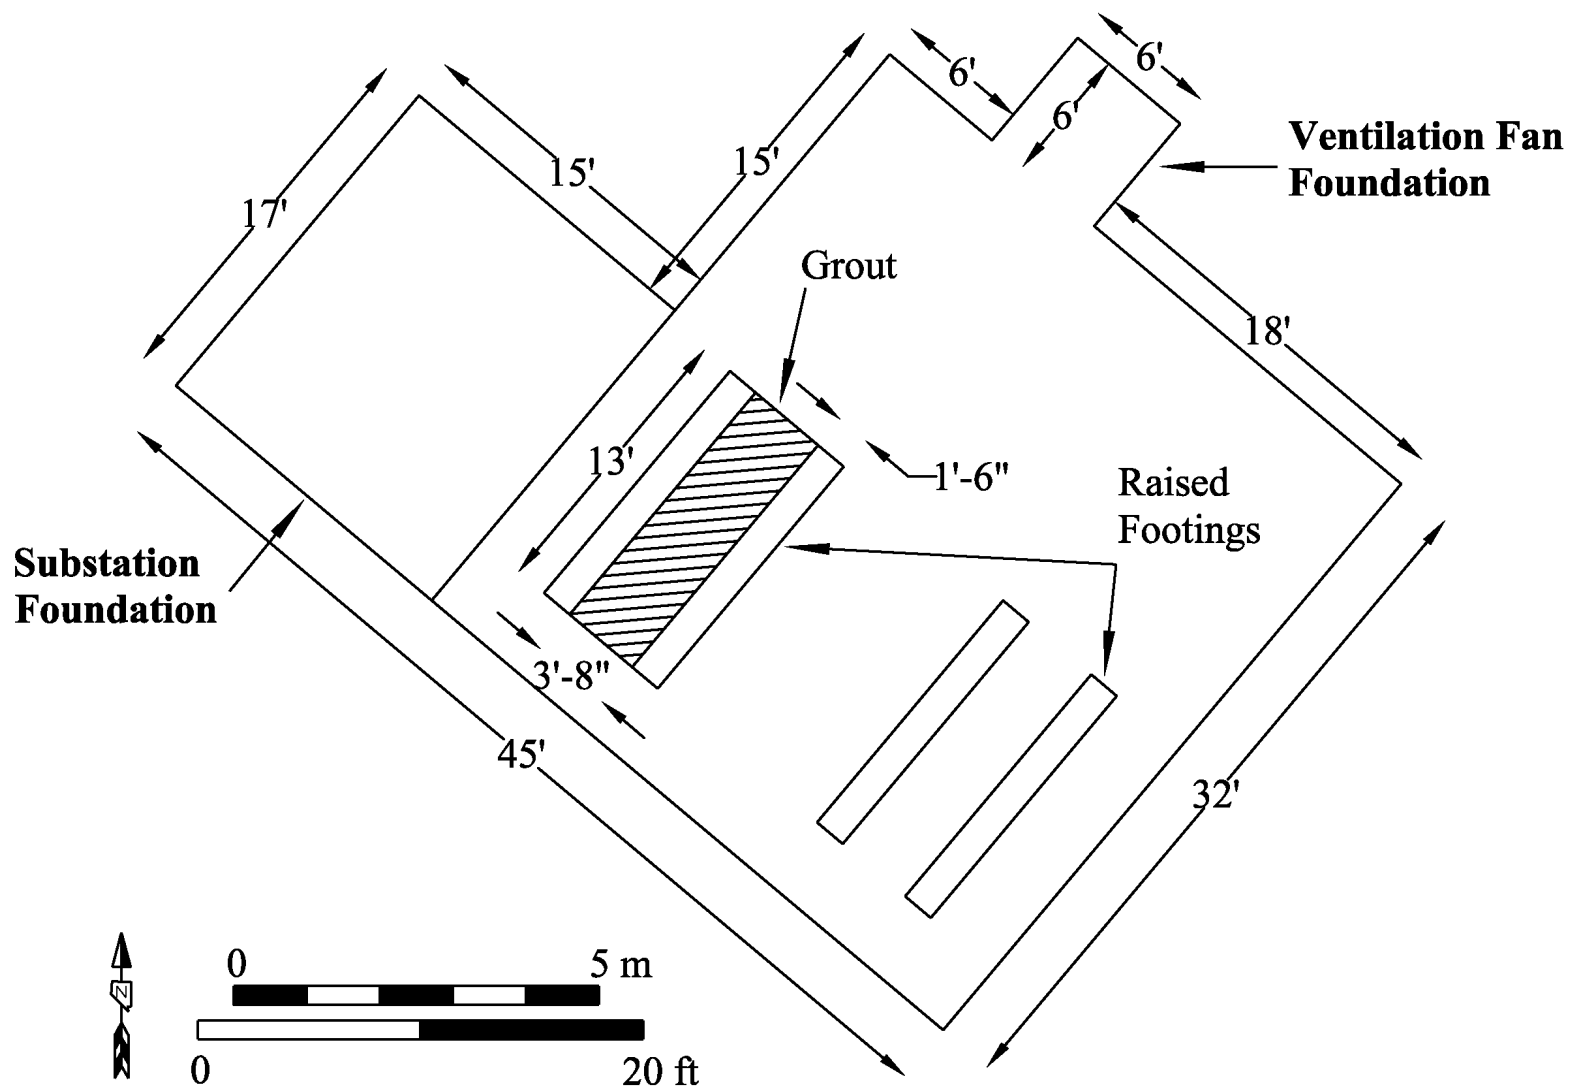 6'
6'
6'
Ventilation Fan
Foundation
15'
15'
17'
Grout
18'
13'
1'-6"
Raised
Footings
Substation
Foundation
3'-8"
45'
32'
N
0
5 m
0
20 ft